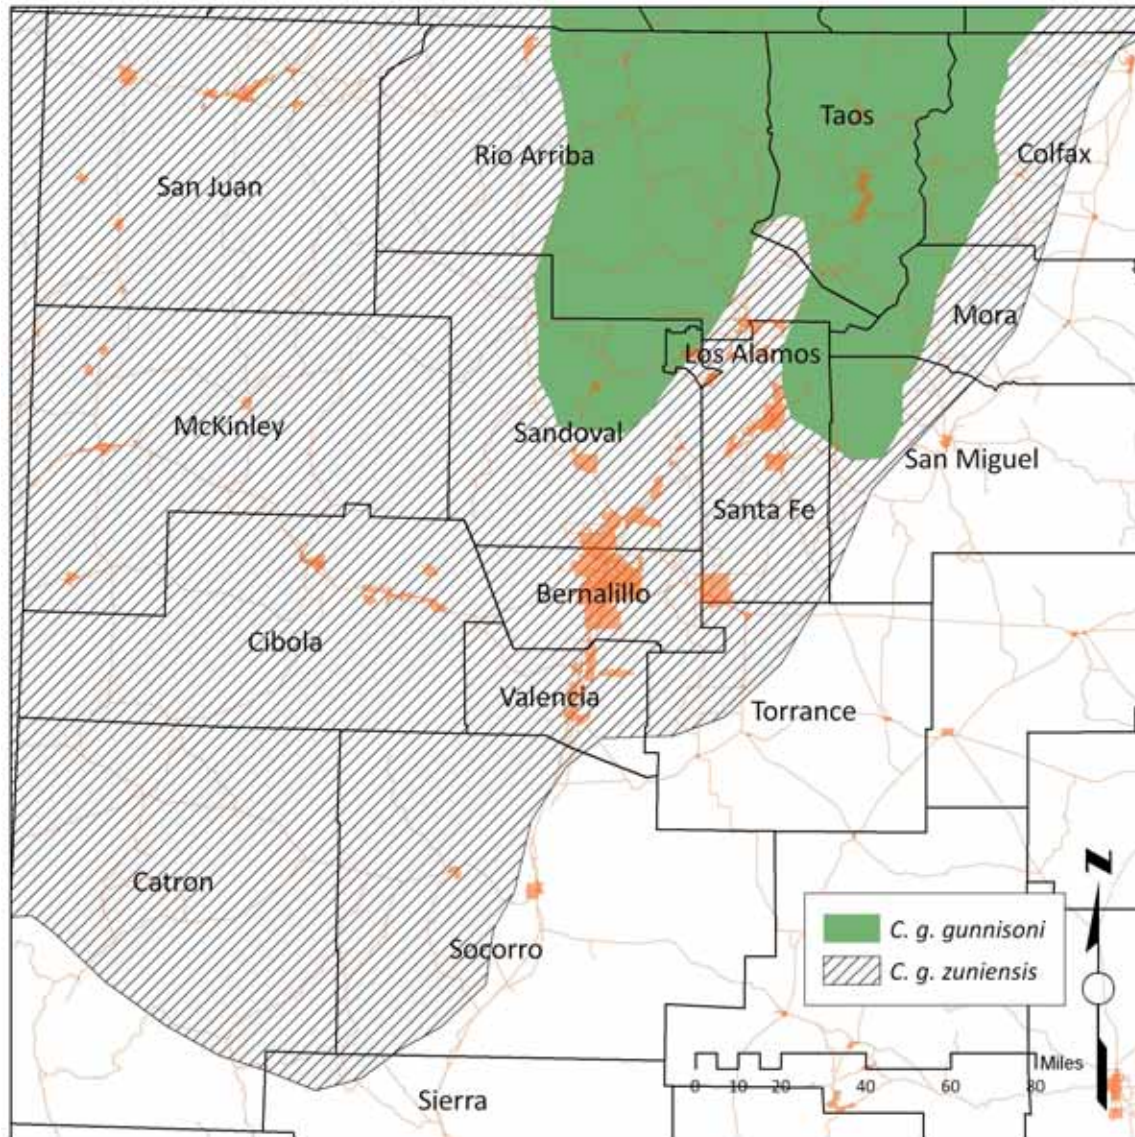 Taos
Rio Arriba
Colfax
San Juan
Mora
Los Alamos
McKinley
Sandoval
San Miguel
Santa Fe
Bernalillo
Cibola
Valencia
Torrance
Catron
Socorro
Sierra
N
C. g. gunnisoni
C. g. zuniensis
Miles
0 10 20 40 60 80